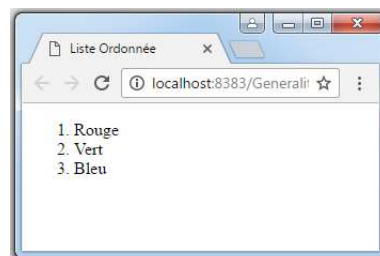 Liste Ordonnée
localhost:8383/Generalit
1. Rouge
2. Vert
3. Bleu